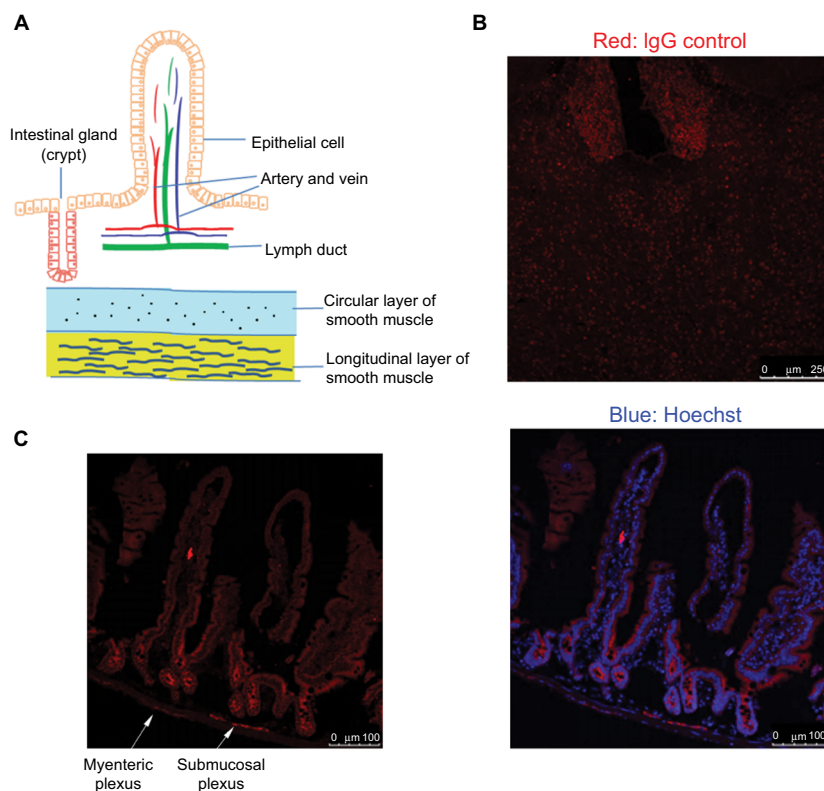 A
Intestinal gland
(crypt)
Epithelial cell
Artery and vein
Lymph duct
Circular layer of
smooth muscle
Longitudinal layer of
smooth muscle
B
Red: IgG control
0 µm 250
Blue: Hoechst
0 µm 100
C
0 µm 100
Myenteric
plexus
Submucosal
plexus